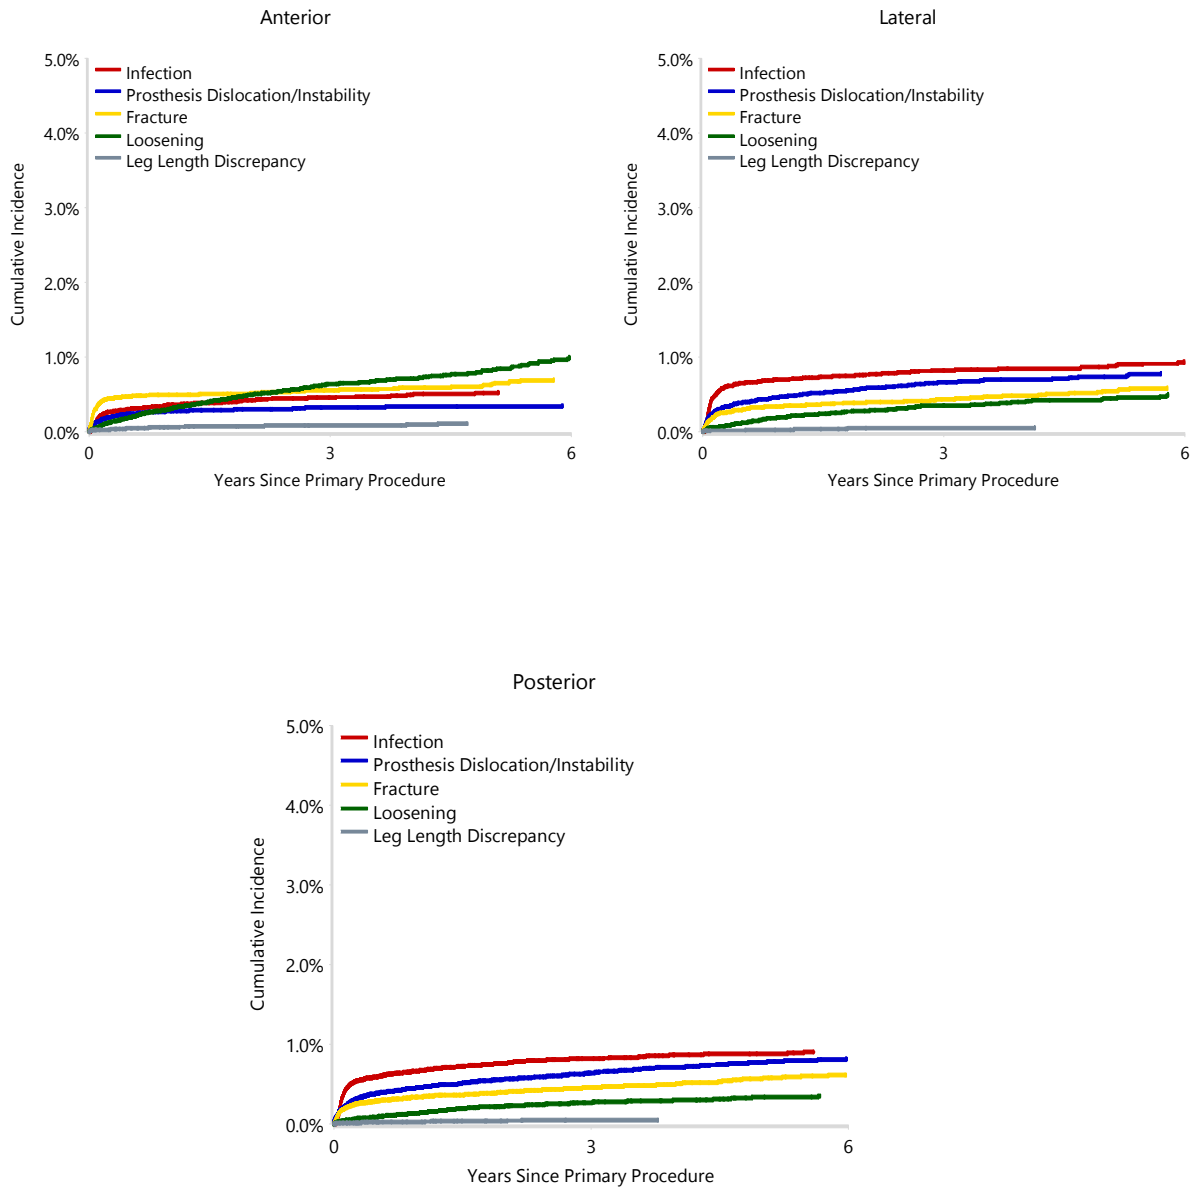 Anterior
5.0%
4.0%
3.0%
2.0%
1.0%
0.0%
Cumulative Incidence
Infection
Prosthesis Dislocation/Instability
Fracture
Loosening
Leg Length Discrepancy
0 3 6
Years Since Primary Procedure
Lateral
5.0%
4.0%
3.0%
2.0%
1.0%
0.0%
Cumulative Incidence
Infection
Prosthesis Dislocation/Instability
Fracture
Loosening
Leg Length Discrepancy
0 3 6
Years Since Primary Procedure
Posterior
5.0%
4.0%
3.0%
2.0%
1.0%
0.0%
Cumulative Incidence
Infection
Prosthesis Dislocation/Instability
Fracture
Loosening
Leg Length Discrepancy
0 3 6
Years Since Primary Procedure